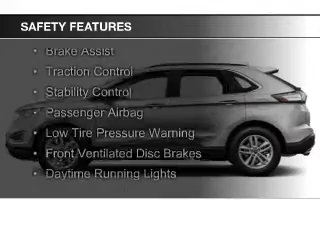 SAFETY FEATURES
• Brake Assist
• Traction Control
• Stability Control
• Passenger Airbag
• Low Tire Pressure Warning
• Front Ventilated Disc Brakes
• Daytime Running Lights